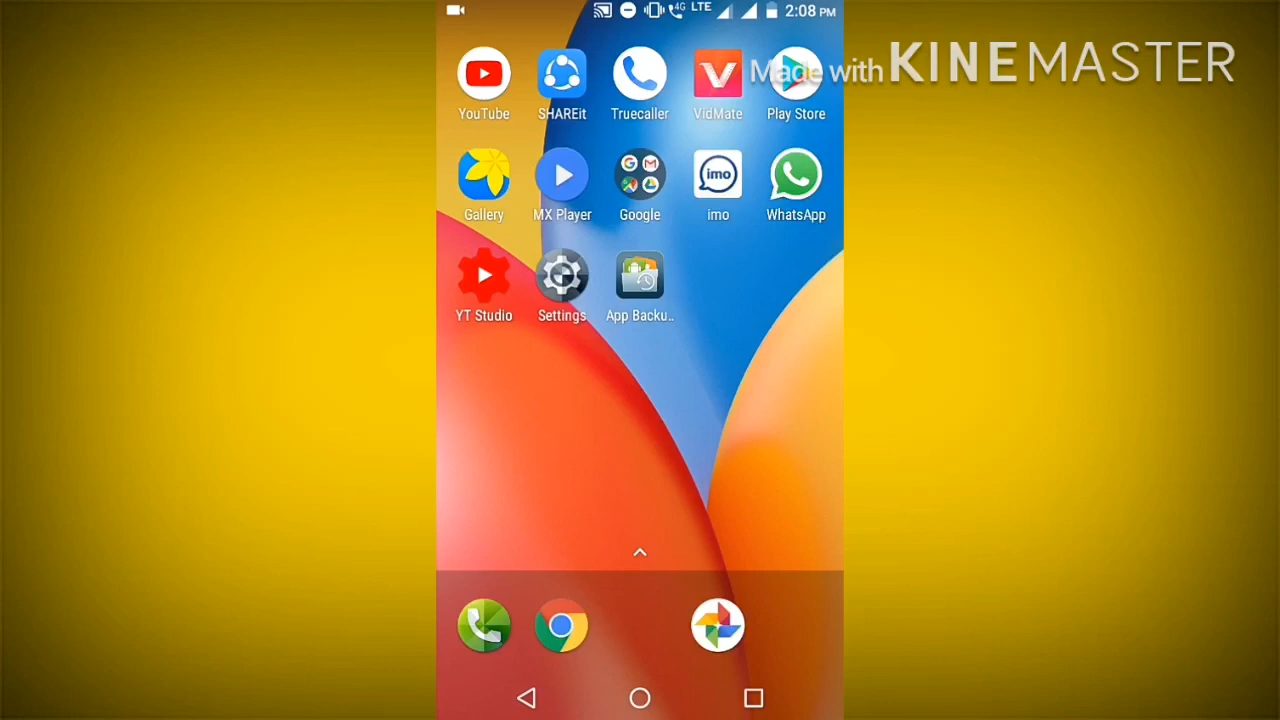 4G LTE 2:08 PM
Made with KINEMASTER
YouTube SHAREit Truecaller VidMate Play Store
imo
Gallery MX Player Google imo WhatsApp
YT Studio Settings App Backu..